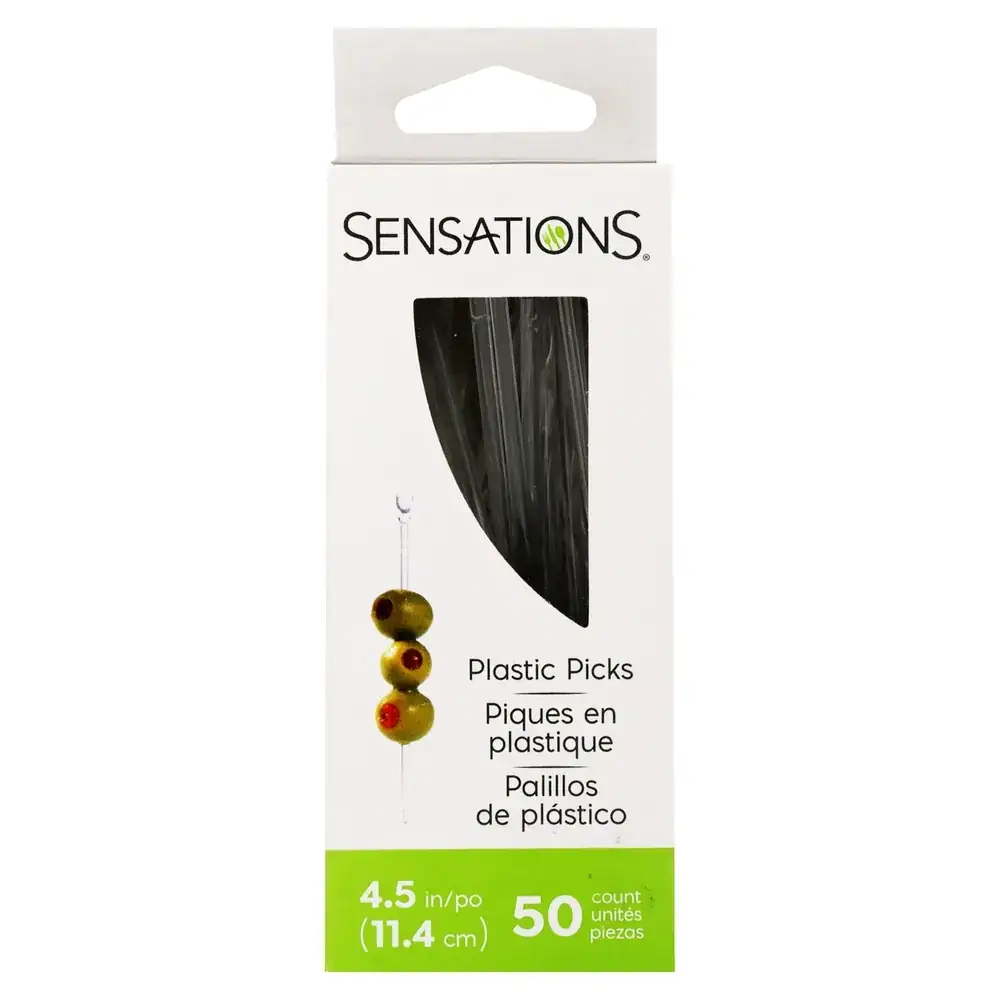 SENSATIONS®
Plastic Picks
Piques en
plastique
Palillos
de plástico
4.5 in/po
(11.4 cm)
50
count
unités
piezas